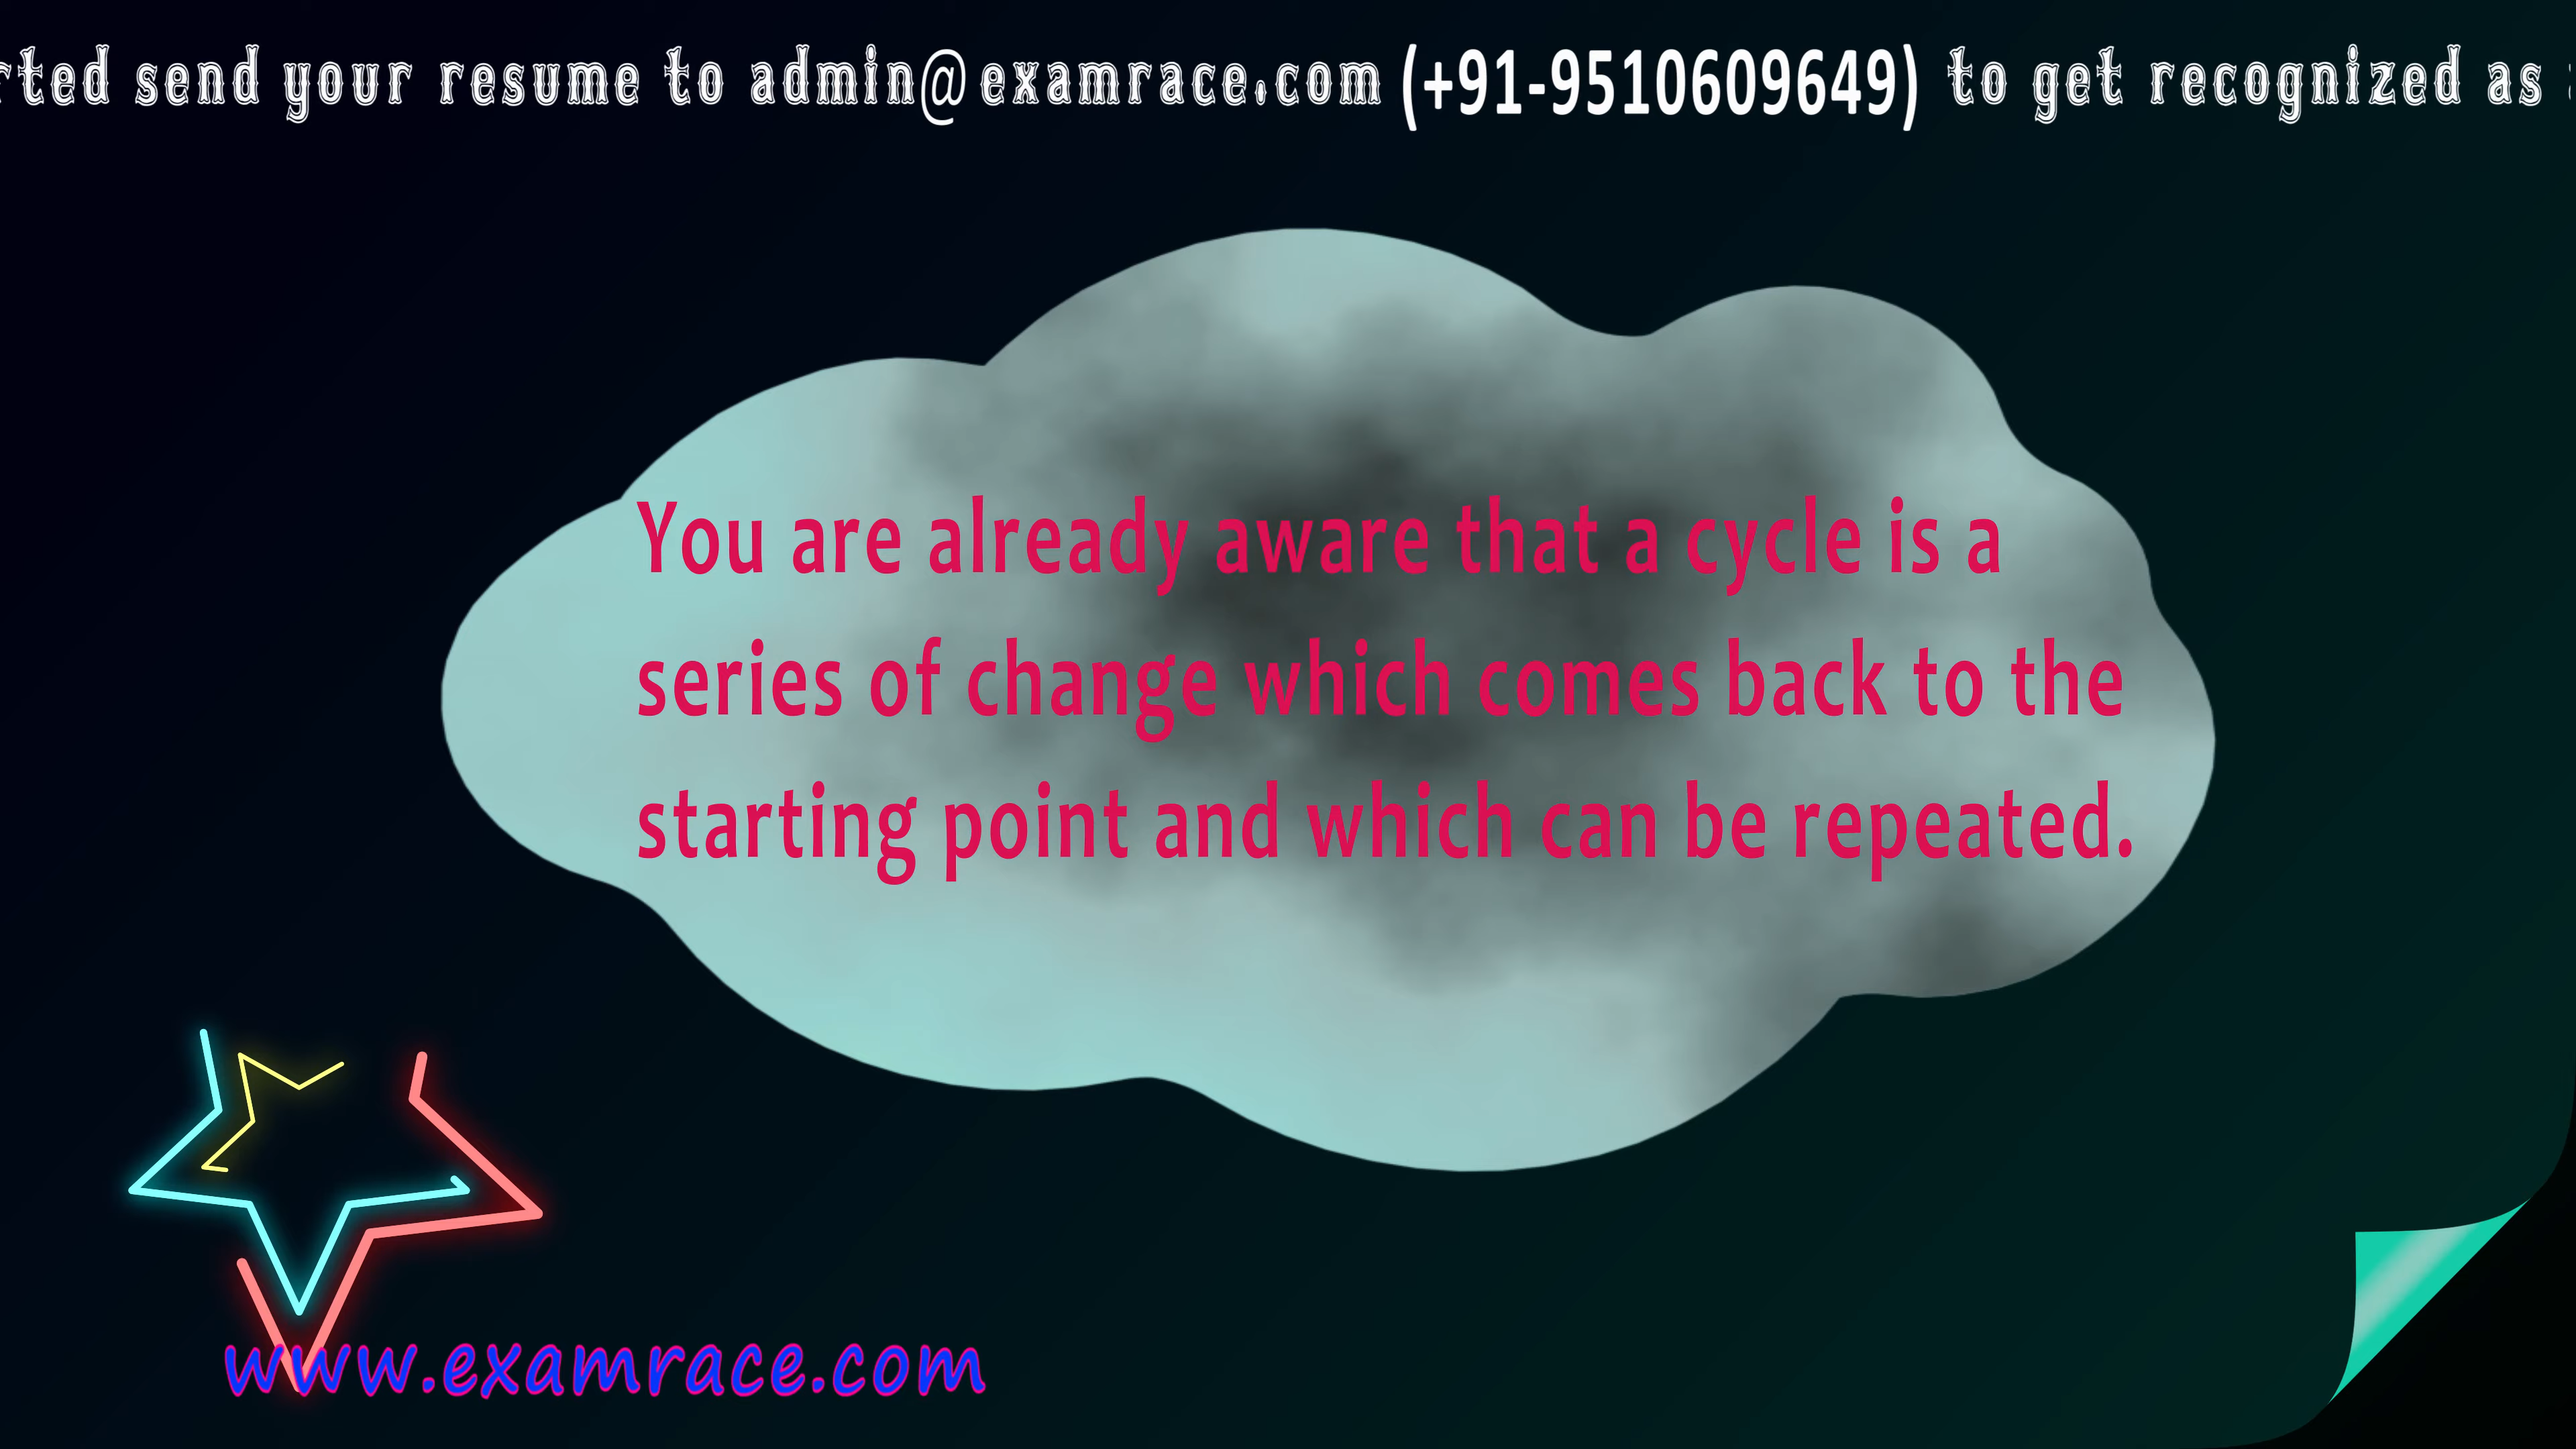 send your resume to admin@examrace.com (+91-9510609649) to get recognized as
You are already aware that a cycle is a
series of change which comes back to the
starting point and which can be repeated.
www.examrace.com